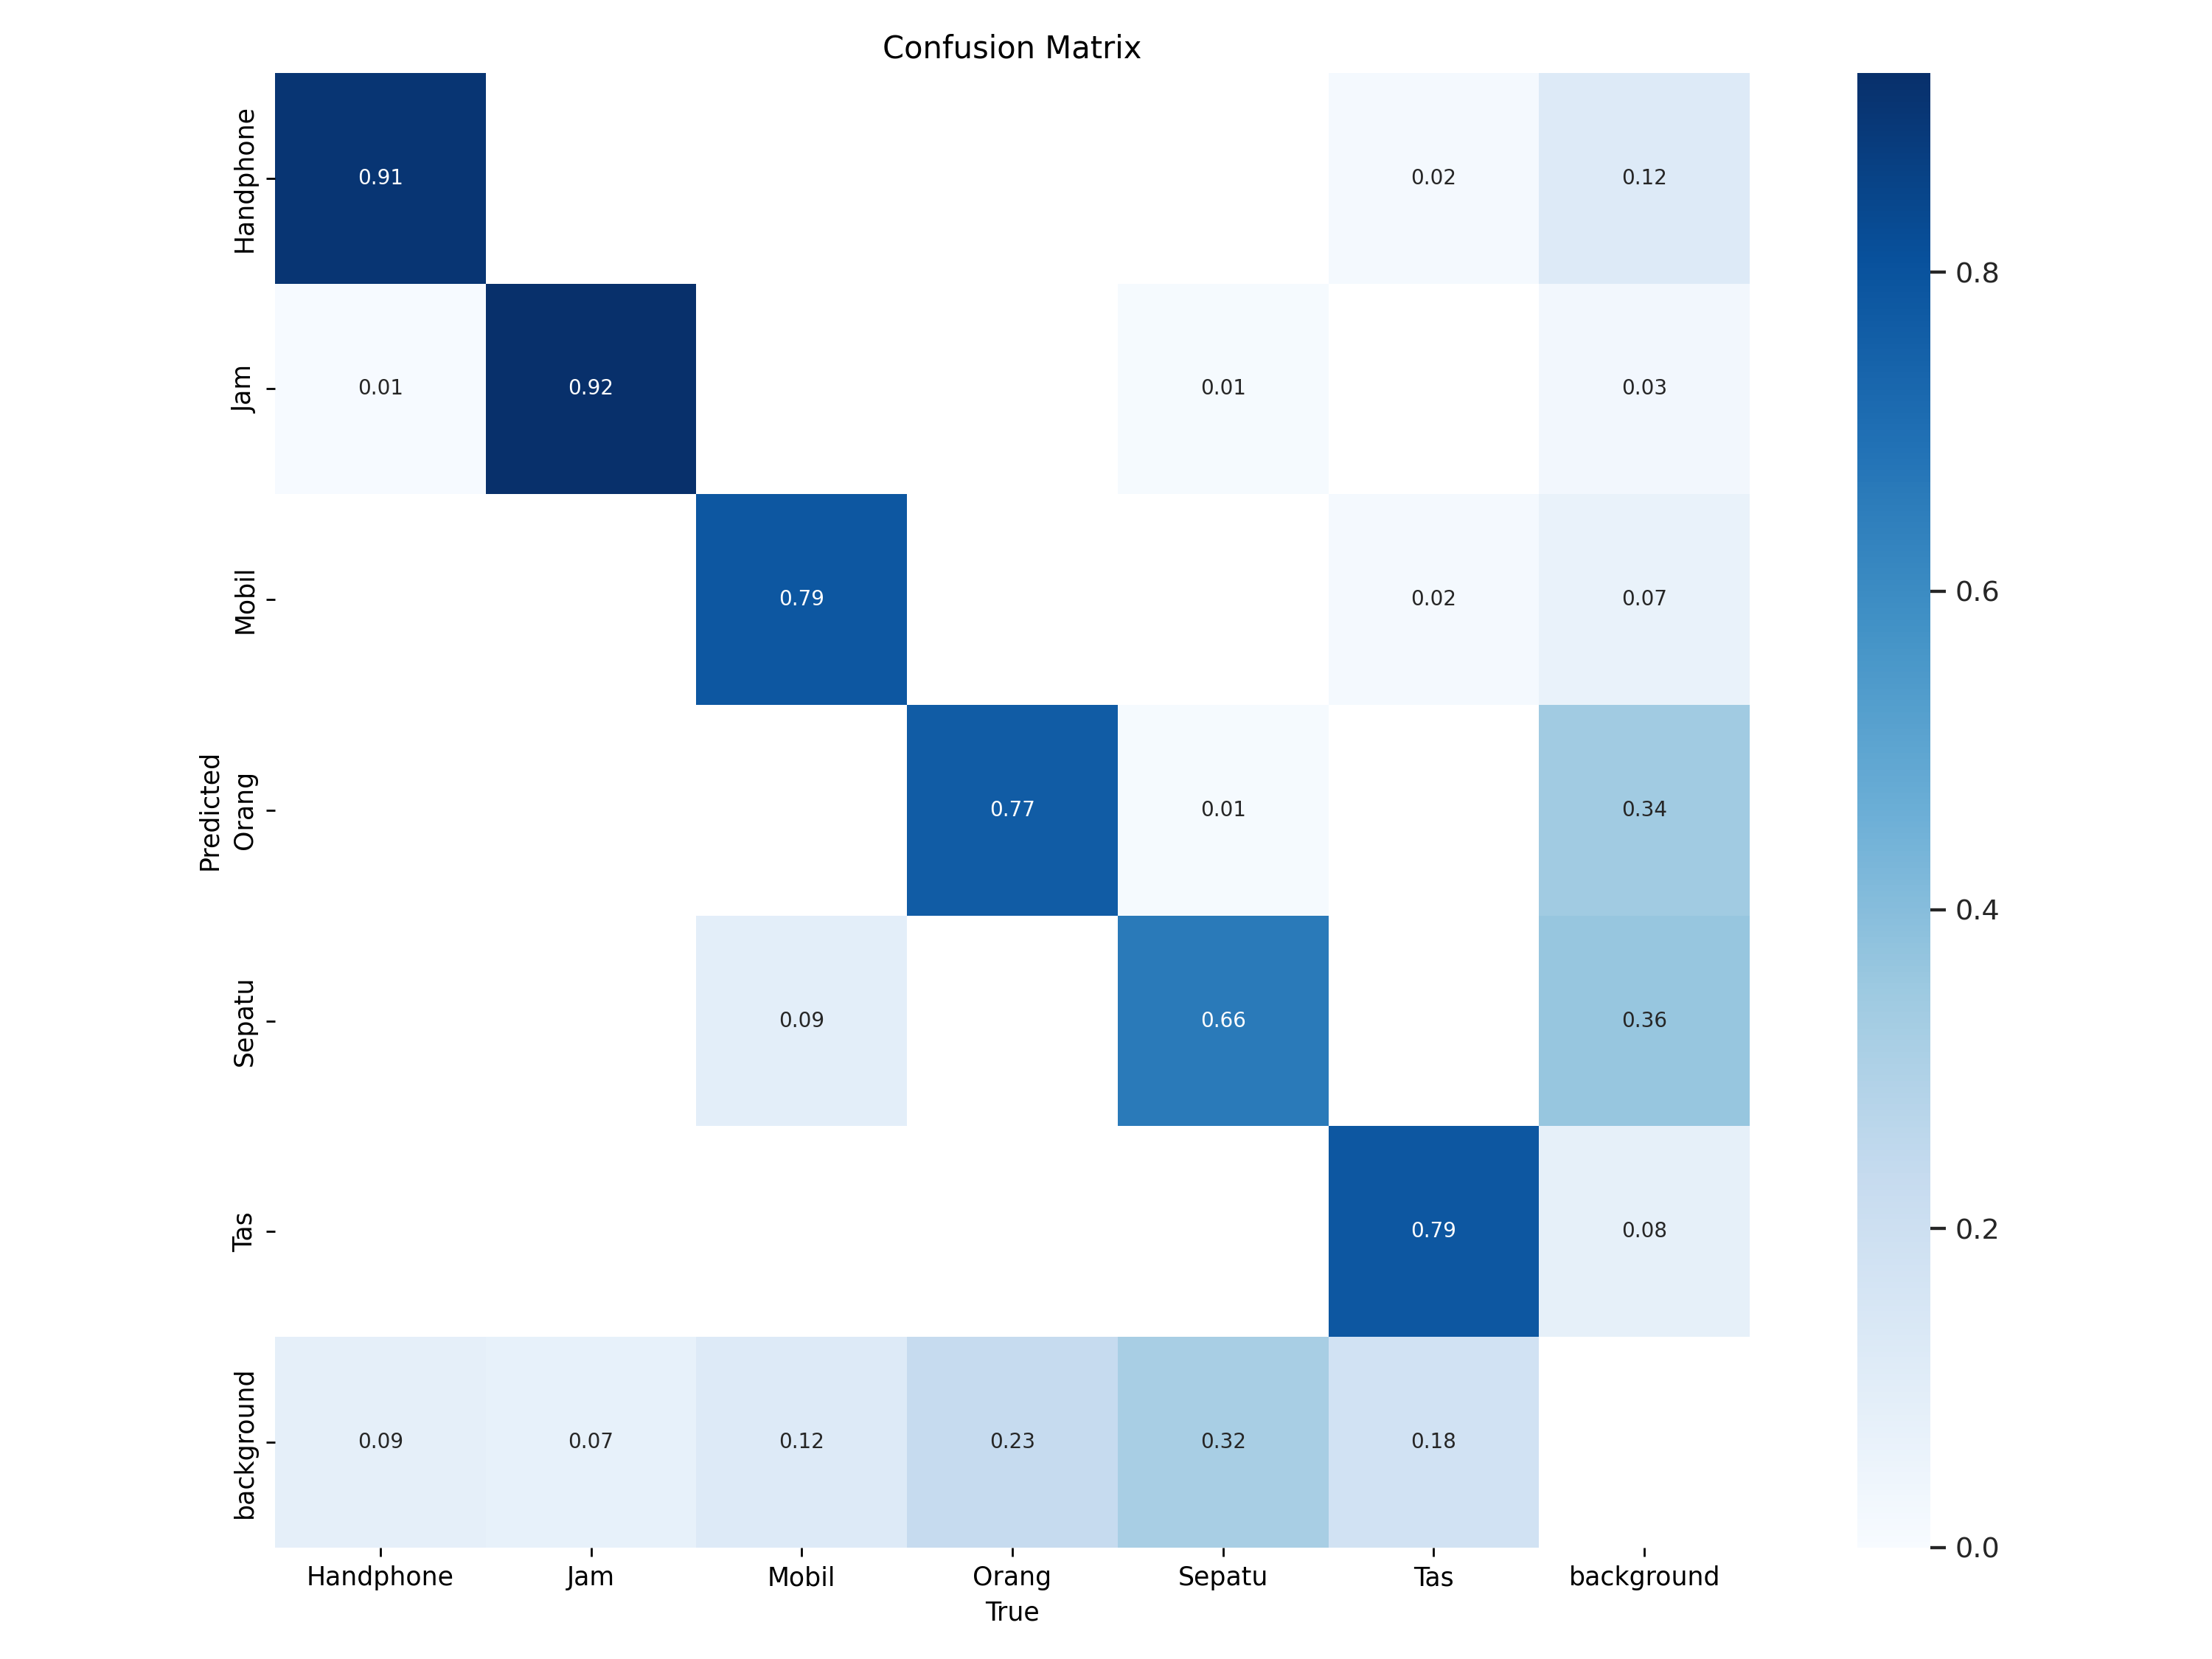 Confusion Matrix
Handphone
0.91
0.02
0.12
Jam
0.01
0.92
0.01
0.03
Mobil
0.79
0.02
0.07
Predicted
Orang
0.77
0.01
0.34
Sepatu
0.09
0.66
0.36
Tas
0.79
0.08
background
0.09
0.07
0.12
0.23
0.32
0.18
Handphone
Jam
Mobil
Orang
Sepatu
Tas
background
True
0.8
0.6
0.4
0.2
0.0